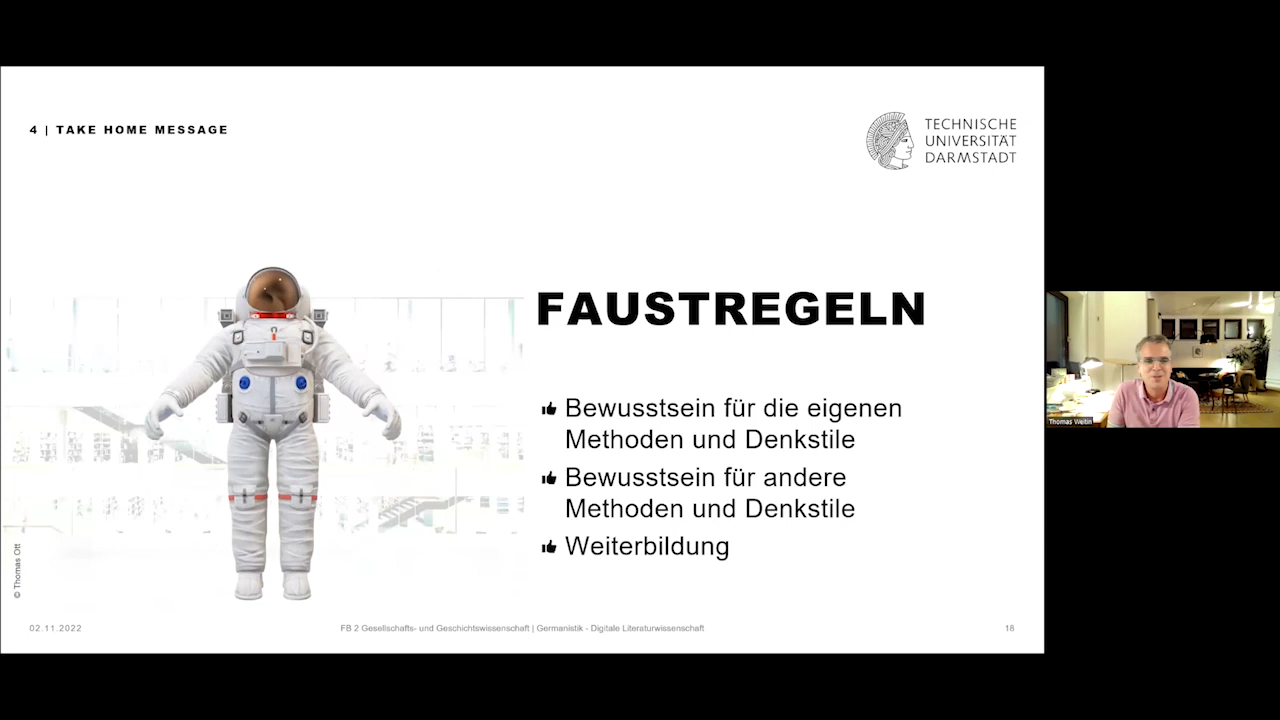 4 | TAKE HOME MESSAGE
TECHNISCHE
UNIVERSITÄT
DARMSTADT
FAUSTREGELN
Bewusstsein für die eigenen
Methoden und Denkstile
Bewusstsein für andere
Methoden und Denkstile
Weiterbildung
© Thomas Ott
02.11.2022
FB 2 Gesellschafts- und Geschichtswissenschaft | Germanistik - Digitale Literaturwissenschaft
18
Thomas Weitin